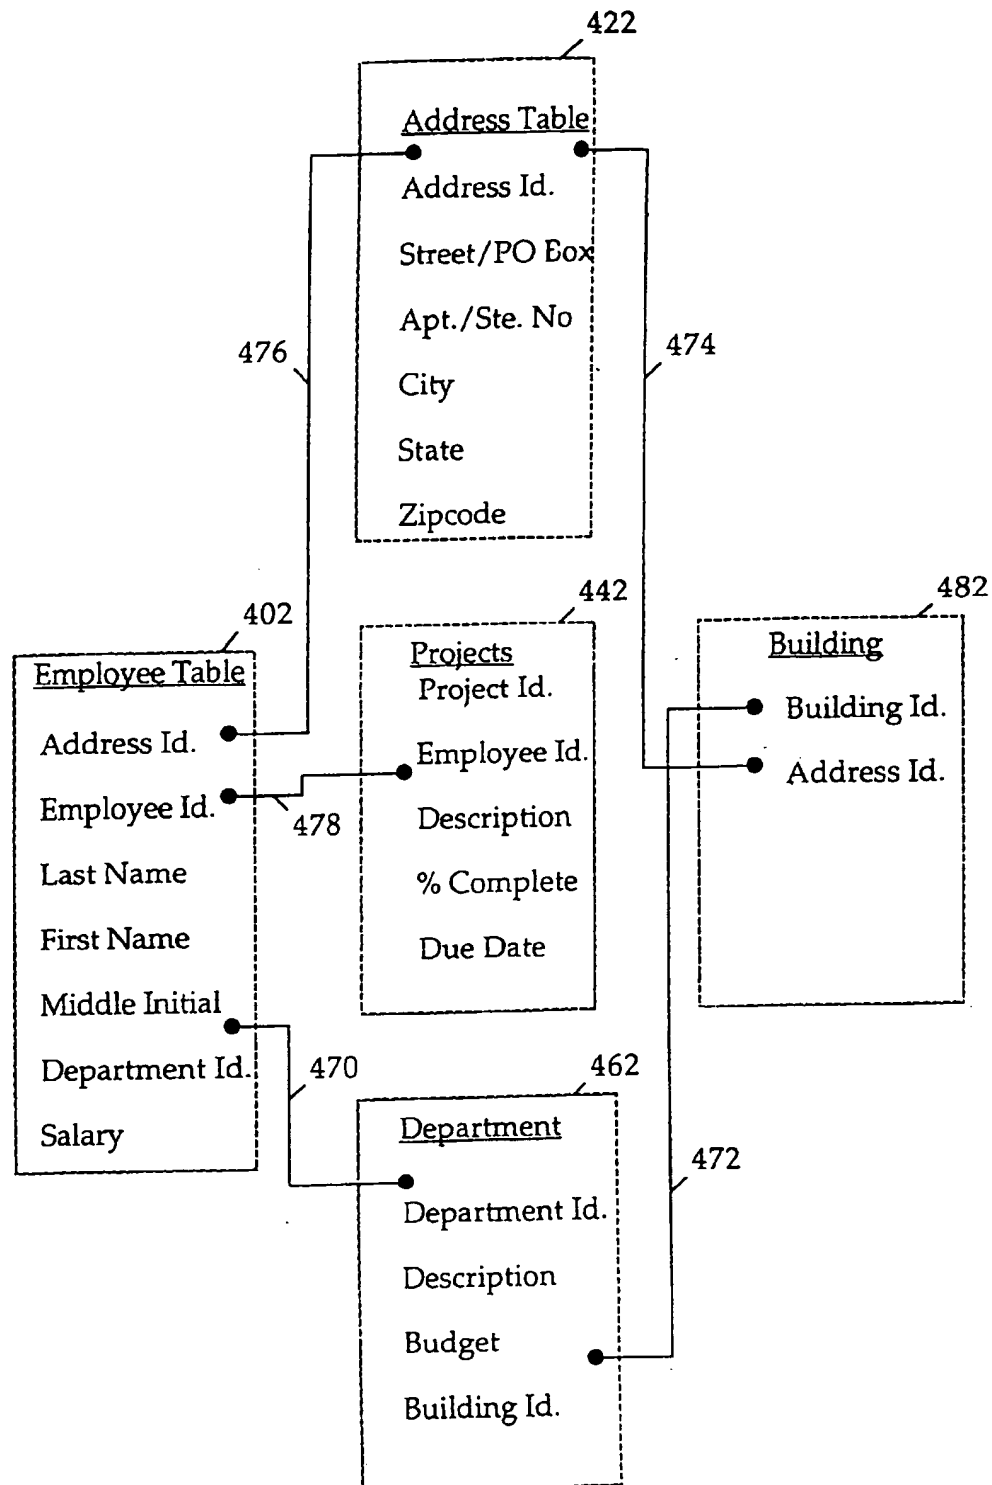 422
Address Table
Address Id.
Street/PO Box
Apt./Ste. No
City
State
Zipcode
476
474
402
Employee Table
Address Id.
Employee Id.
Last Name
First Name
Middle Initial
Department Id.
Salary
478
442
Projects
Project Id.
Employee Id.
Description
% Complete
Due Date
482
Building
Building Id.
Address Id.
470
462
Department
Department Id.
Description
Budget
Building Id.
472